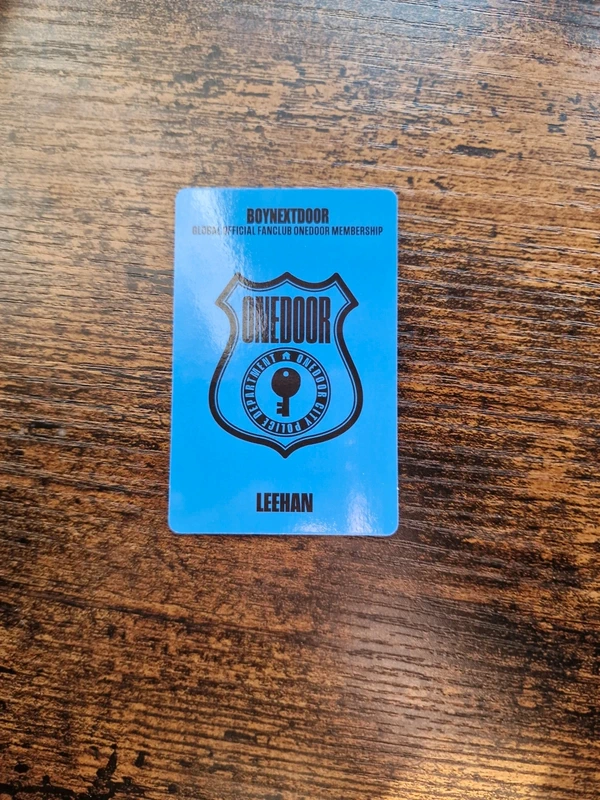 BOYNEXTDOOR
GLOBAL OFFICIAL FANCLUB ONEDOOR MEMBERSHIP
ONEDOOR
ONEDOOR CITY POLICE DEPARTMENT
LEEHAN